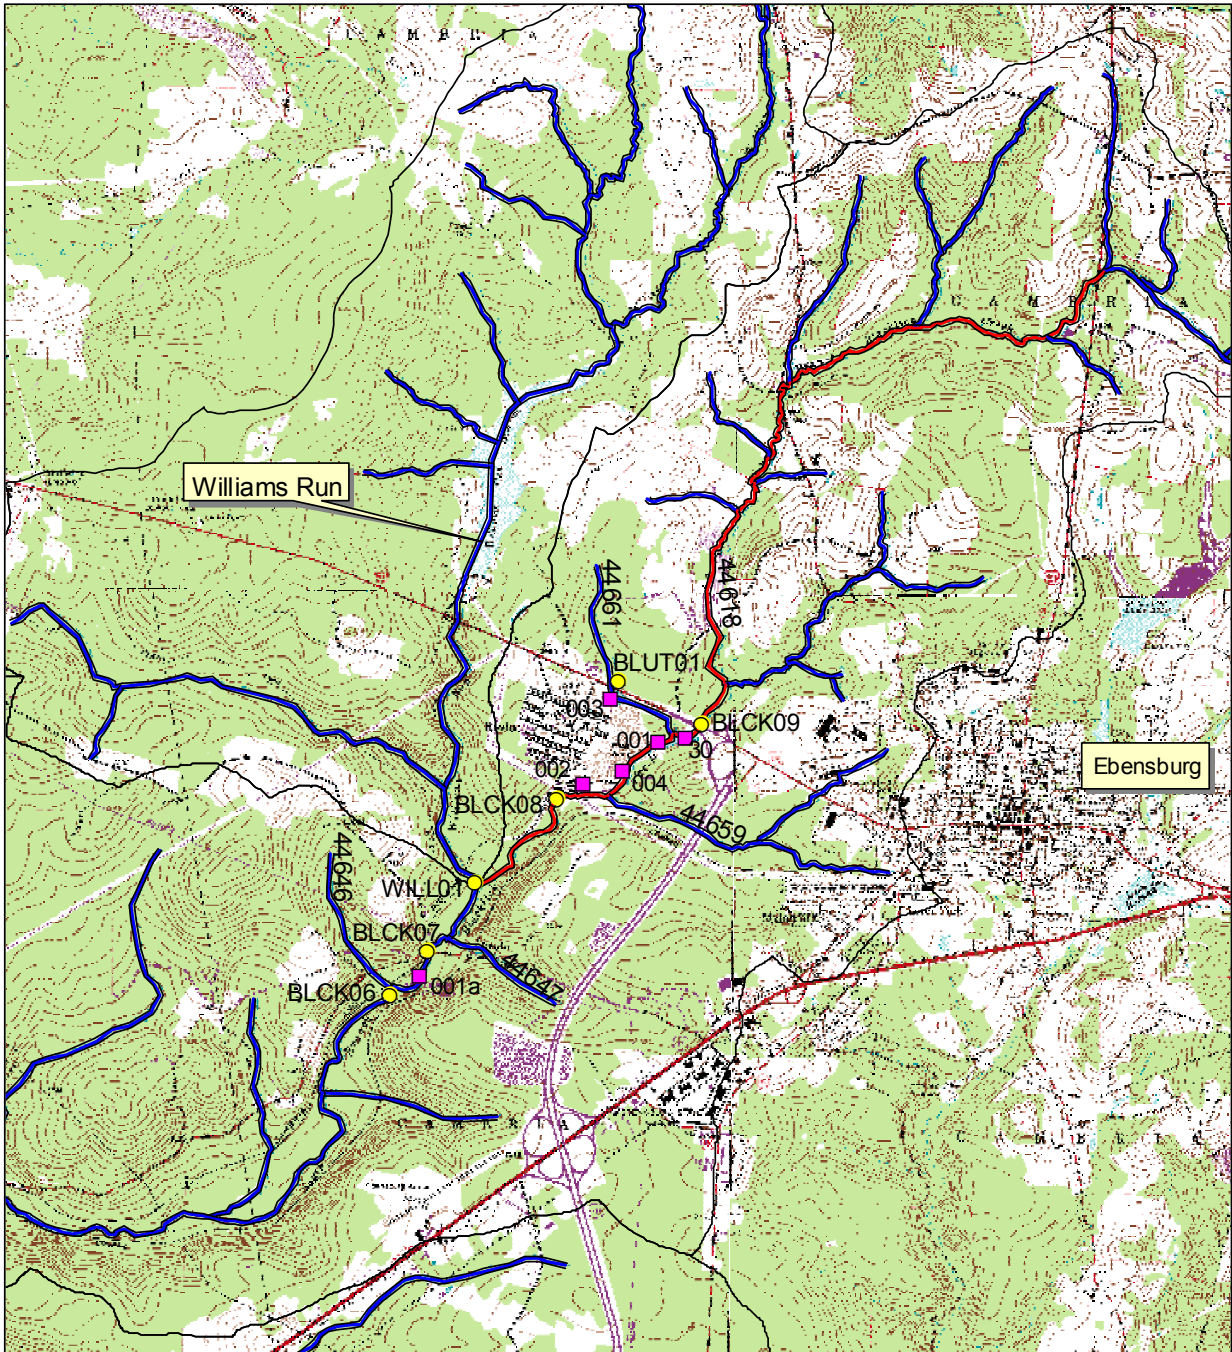 C A M B R I A
C A M B R I A
Williams Run
44661
44618
BLUT01
003
BLCK09
001
30
002
004
Ebensburg
BLCK08
44659
44646
WILL01
BLCK07
44647
001a
BLCK06
C A M B R I A
C A M B R I A